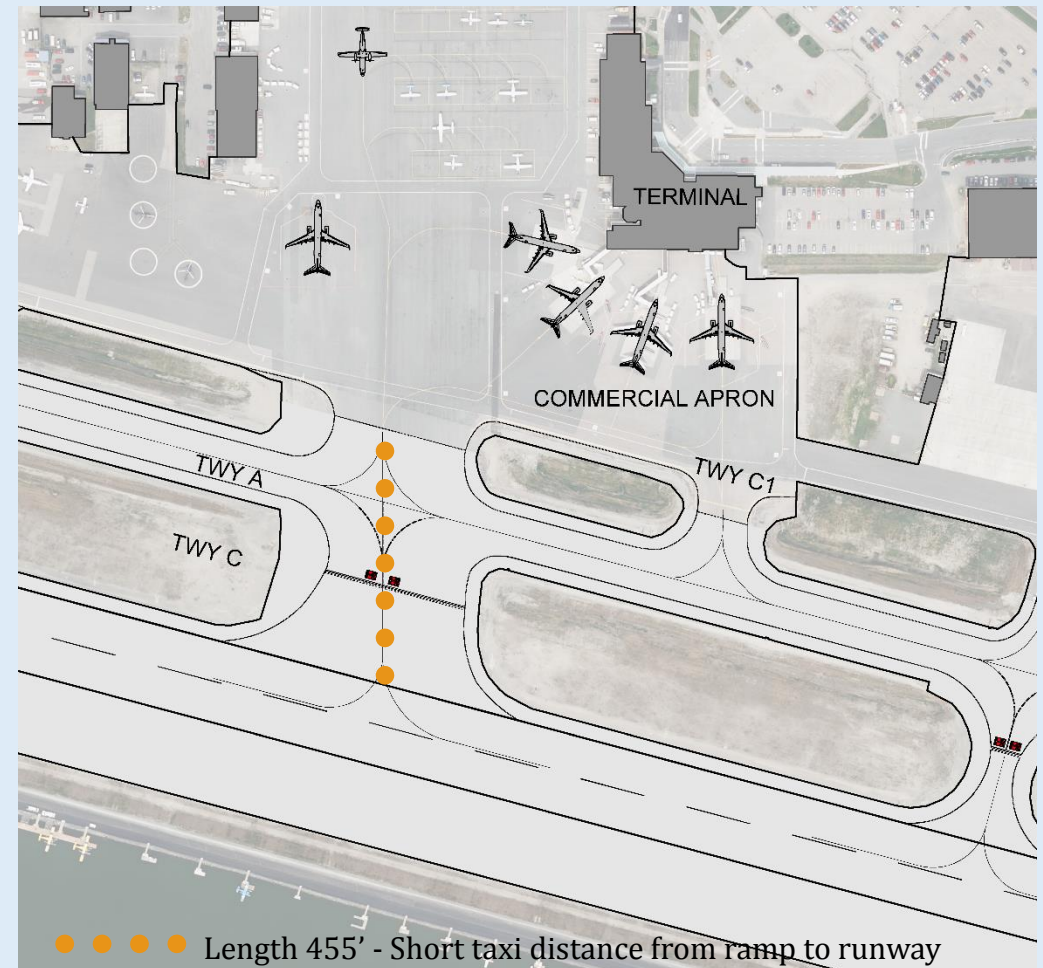 TERMINAL
COMMERCIAL APRON
TWY A
TWY C1
TWY C
Length 455’ - Short taxi distance from ramp to runway